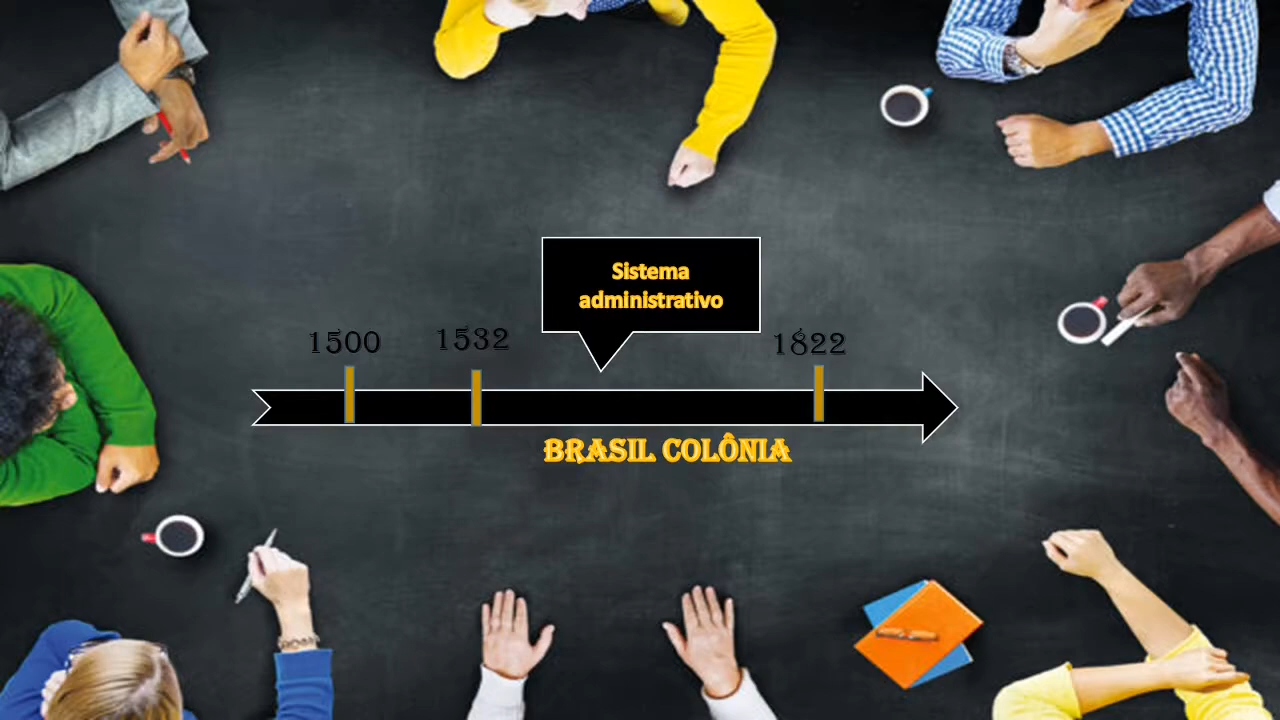 Sistema
administrativo
1500
1532
1822
BRASIL COLÔNIA